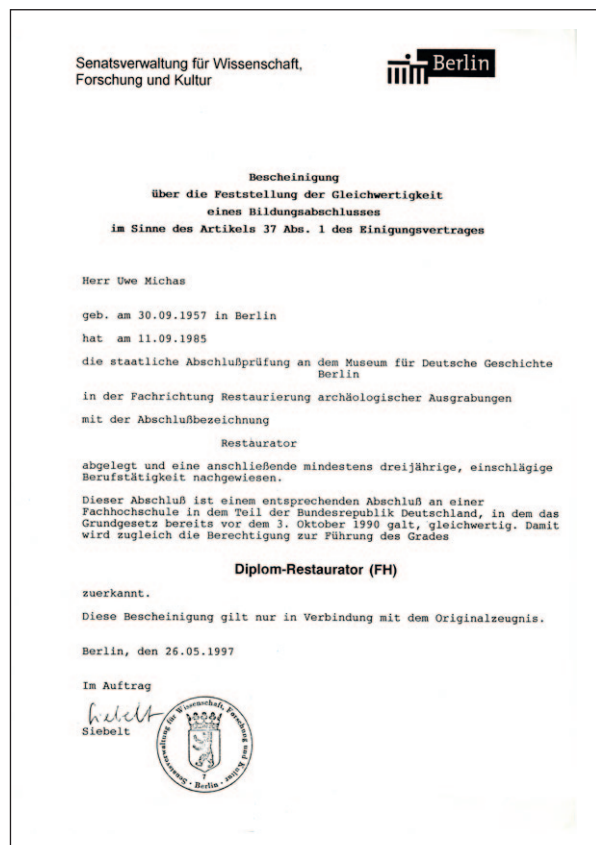 Senatsverwaltung für Wissenschaft,
Forschung und Kultur
Berlin
Bescheinigung
über die Feststellung der Gleichwertigkeit
eines Bildungsabschlusses
im Sinne des Artikels 37 Abs. 1 des Einigungsvertrages
Herr Uwe Michas
geb. am 30.09.1957 in Berlin
hat am 11.09.1985
die staatliche Abschlußprüfung an dem Museum für Deutsche Geschichte
Berlin
in der Fachrichtung Restaurierung archäologischer Ausgrabungen
mit der Abschlußbezeichnung
Restaurator
abgelegt und eine anschließende mindestens dreijährige, einschlägige
Berufstätigkeit nachgewiesen.
Dieser Abschluß ist einem entsprechenden Abschluß an einer
Fachhochschule in dem Teil der Bundesrepublik Deutschland, in dem das
Grundgesetz bereits vor dem 3. Oktober 1990 galt, gleichwertig. Damit
wird zugleich die Berechtigung zur Führung des Grades
Diplom-Restaurator (FH)
zuerkannt.
Diese Bescheinigung gilt nur in Verbindung mit dem Originalzeugnis.
Berlin, den 26.05.1997
Im Auftrag
Siebelt
Siebelt
Senatsverwaltung für Wissenschaft, Forschung und Kultur
7
· Berlin ·